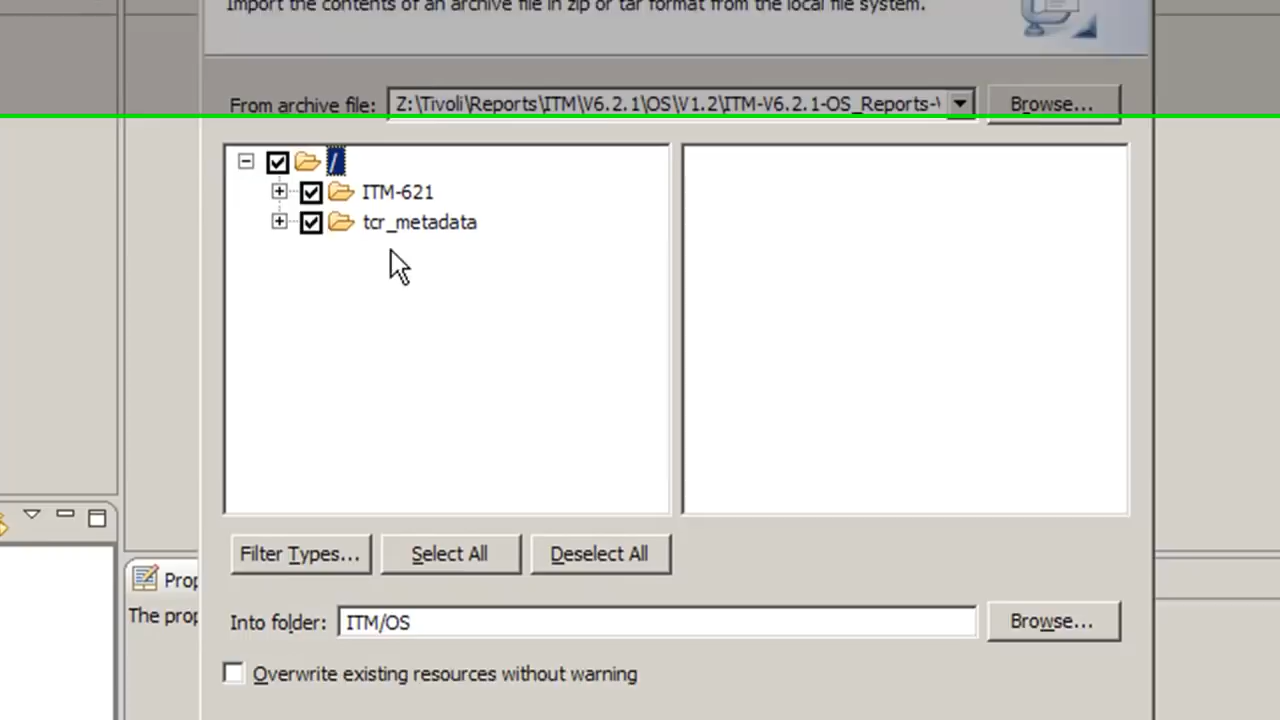 Import the contents of an archive file in zip or tar format from the local file system.
From archive file: Z:\Tivoli\Reports\ITM\V6.2.1\OS\V1.2\ITM-V6.2.1-OS_Reports- Browse...
/
ITM-621
tcr_metadata
Filter Types... Select All Deselect All
Prop
The prop
Into folder: ITM/OS Browse...
Overwrite existing resources without warning